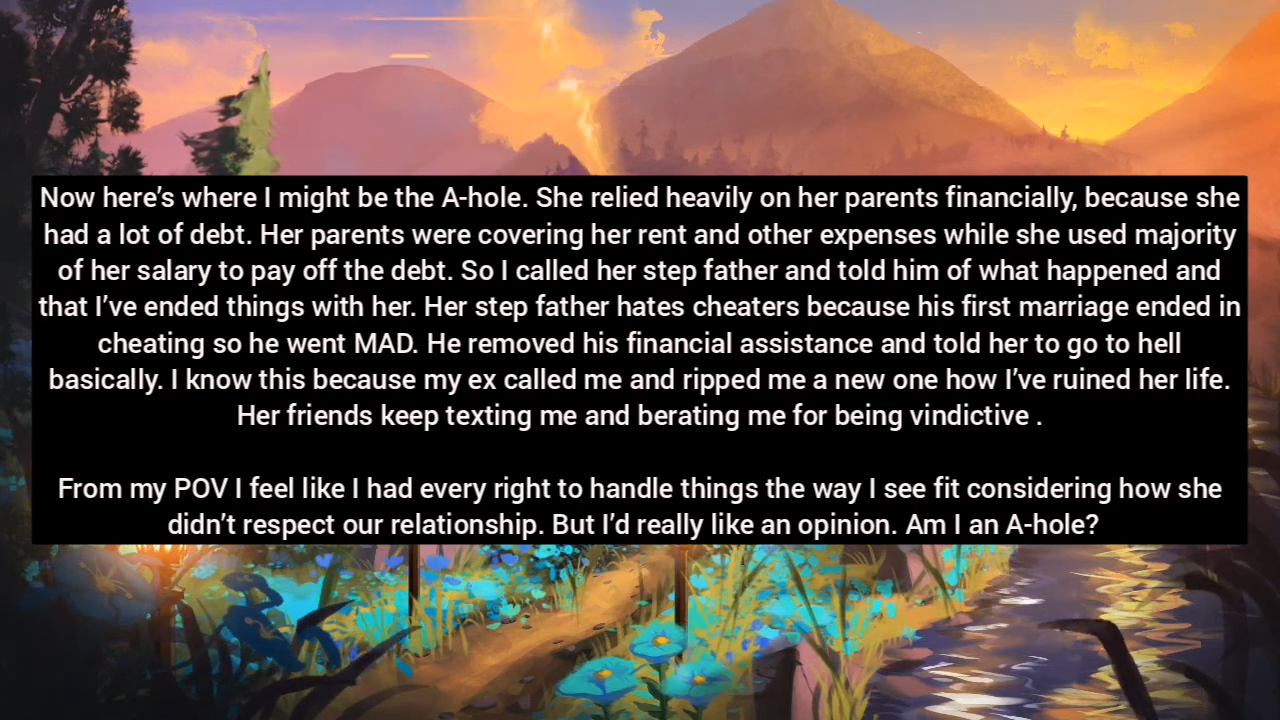 Now here’s where I might be the A-hole. She relied heavily on her parents financially, because she
had a lot of debt. Her parents were covering her rent and other expenses while she used majority
of her salary to pay off the debt. So I called her step father and told him of what happened and
that I’ve ended things with her. Her step father hates cheaters because his first marriage ended in
cheating so he went MAD. He removed his financial assistance and told her to go to hell
basically. I know this because my ex called me and ripped me a new one how I’ve ruined her life.
Her friends keep texting me and berating me for being vindictive .
From my POV I feel like I had every right to handle things the way I see fit considering how she
didn’t respect our relationship. But I’d really like an opinion. Am I an A-hole?